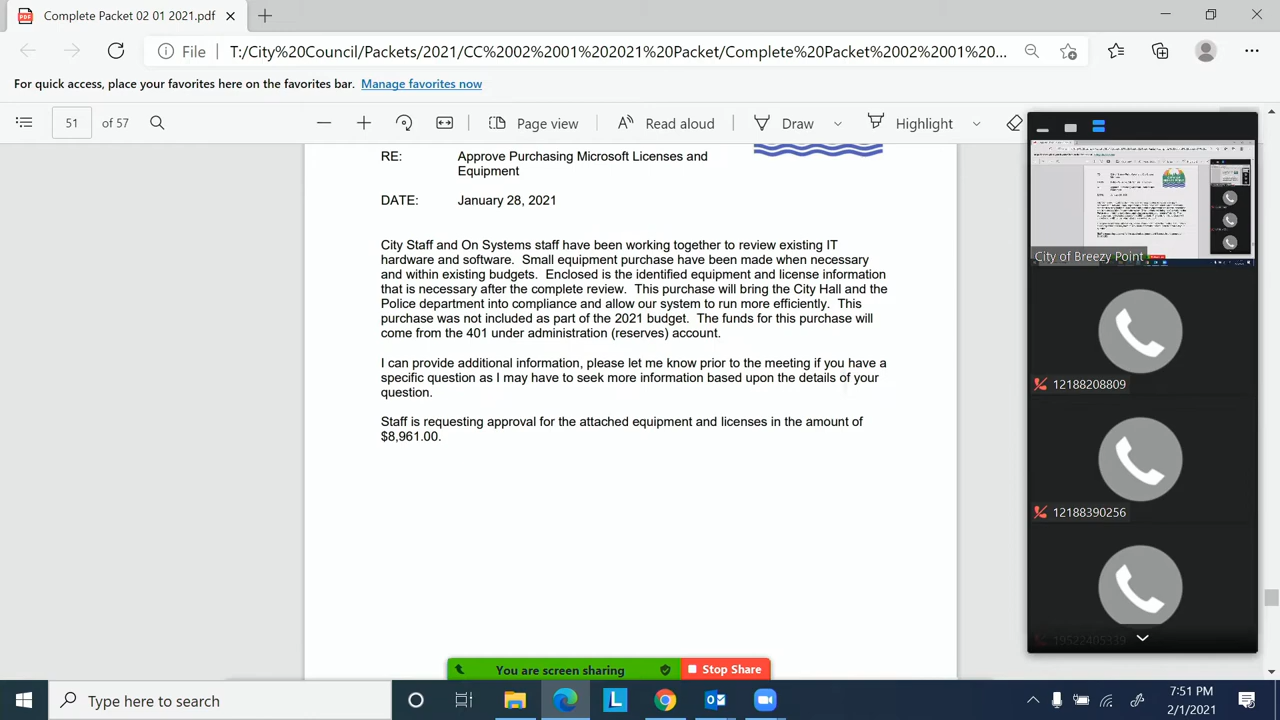 Complete Packet 02 01 2021.pdf
File
T:/City%20Council/Packets/2021/CC%2002%2001%202021%20Packet/Complete%20Packet%2002%2001%20...
For quick access, place your favorites here on the favorites bar. Manage favorites now
51 of 57
Page view
Read aloud
Draw
Highlight
RE: Approve Purchasing Microsoft Licenses and
Equipment
DATE: January 28, 2021
City Staff and On Systems staff have been working together to review existing IT
hardware and software. Small equipment purchase have been made when necessary
and within existing budgets. Enclosed is the identified equipment and license information
that is necessary after the complete review. This purchase will bring the City Hall and the
Police department into compliance and allow our system to run more efficiently. This
purchase was not included as part of the 2021 budget. The funds for this purchase will
come from the 401 under administration (reserves) account.
I can provide additional information, please let me know prior to the meeting if you have a
specific question as I may have to seek more information based upon the details of your
question.
Staff is requesting approval for the attached equipment and licenses in the amount of
$8,961.00.
City of Breezy Point
12188208809
12188390256
19522405339
You are screen sharing
Stop Share
Type here to search
7:51 PM
2/1/2021